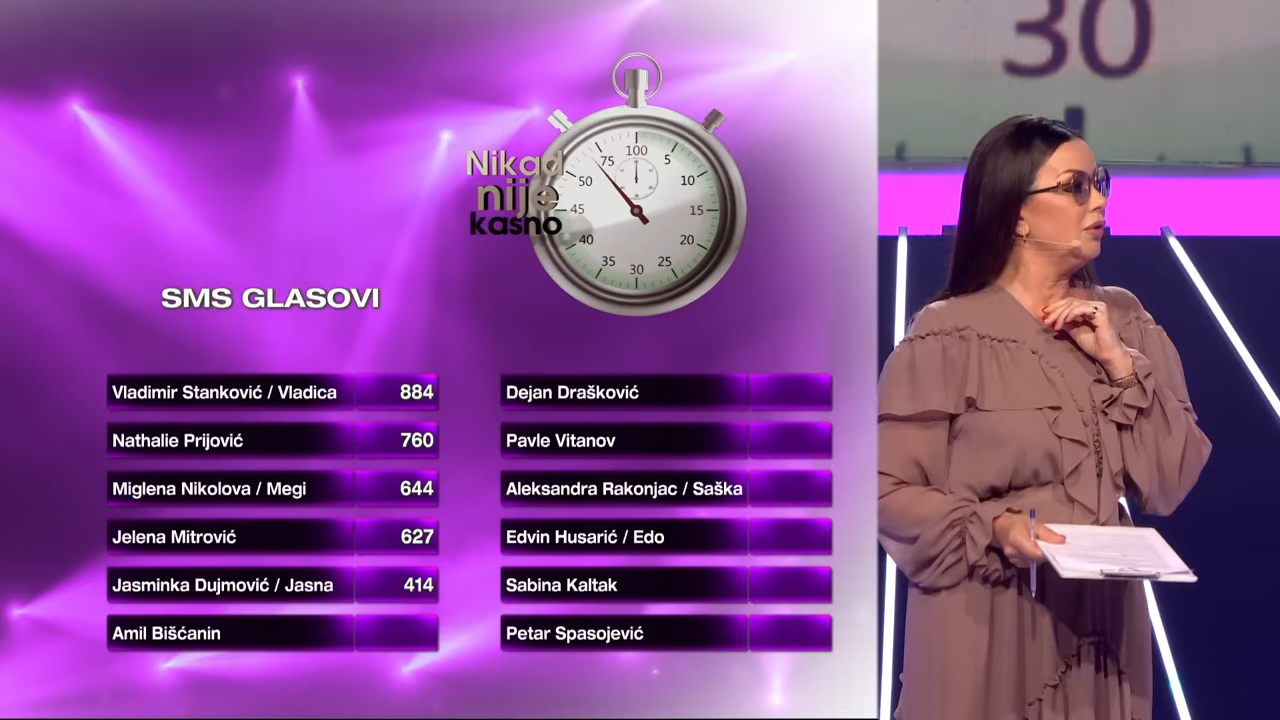 30
Nikad
nije
kasno
100
75
5
50
10
45
15
40
20
35
25
30
SMS GLASOVI
Vladimir Stanković / Vladica 884
Nathalie Prijović 760
Miglena Nikolova / Megi 644
Jelena Mitrović 627
Jasminka Dujmović / Jasna 414
Amil Bišćanin
Dejan Drašković
Pavle Vitanov
Aleksandra Rakonjac / Saška
Edvin Husarić / Edo
Sabina Kaltak
Petar Spasojević